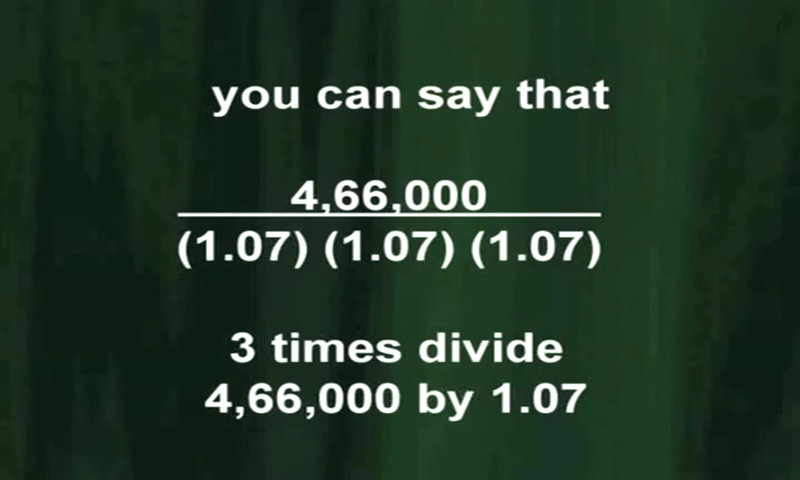 you can say that
4,66,000
(1.07) (1.07) (1.07)
3 times divide
4,66,000 by 1.07